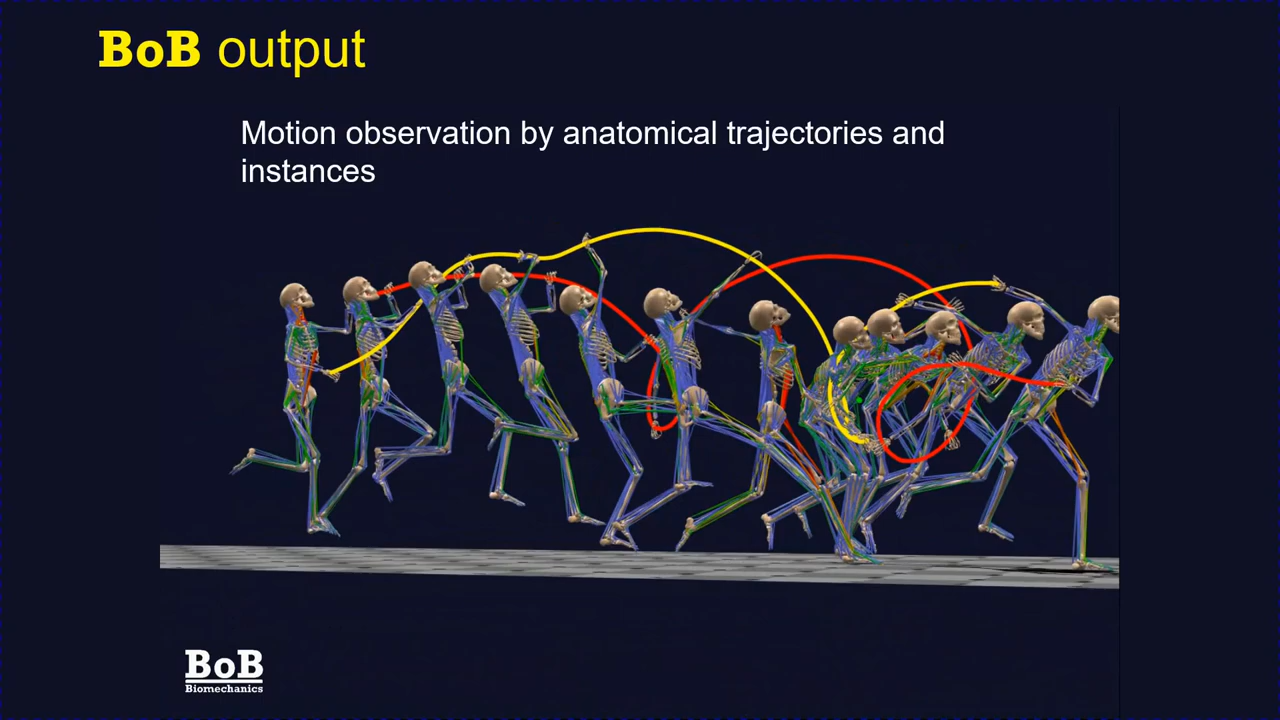 BoB output
Motion observation by anatomical trajectories and
instances
BoB
Biomechanics